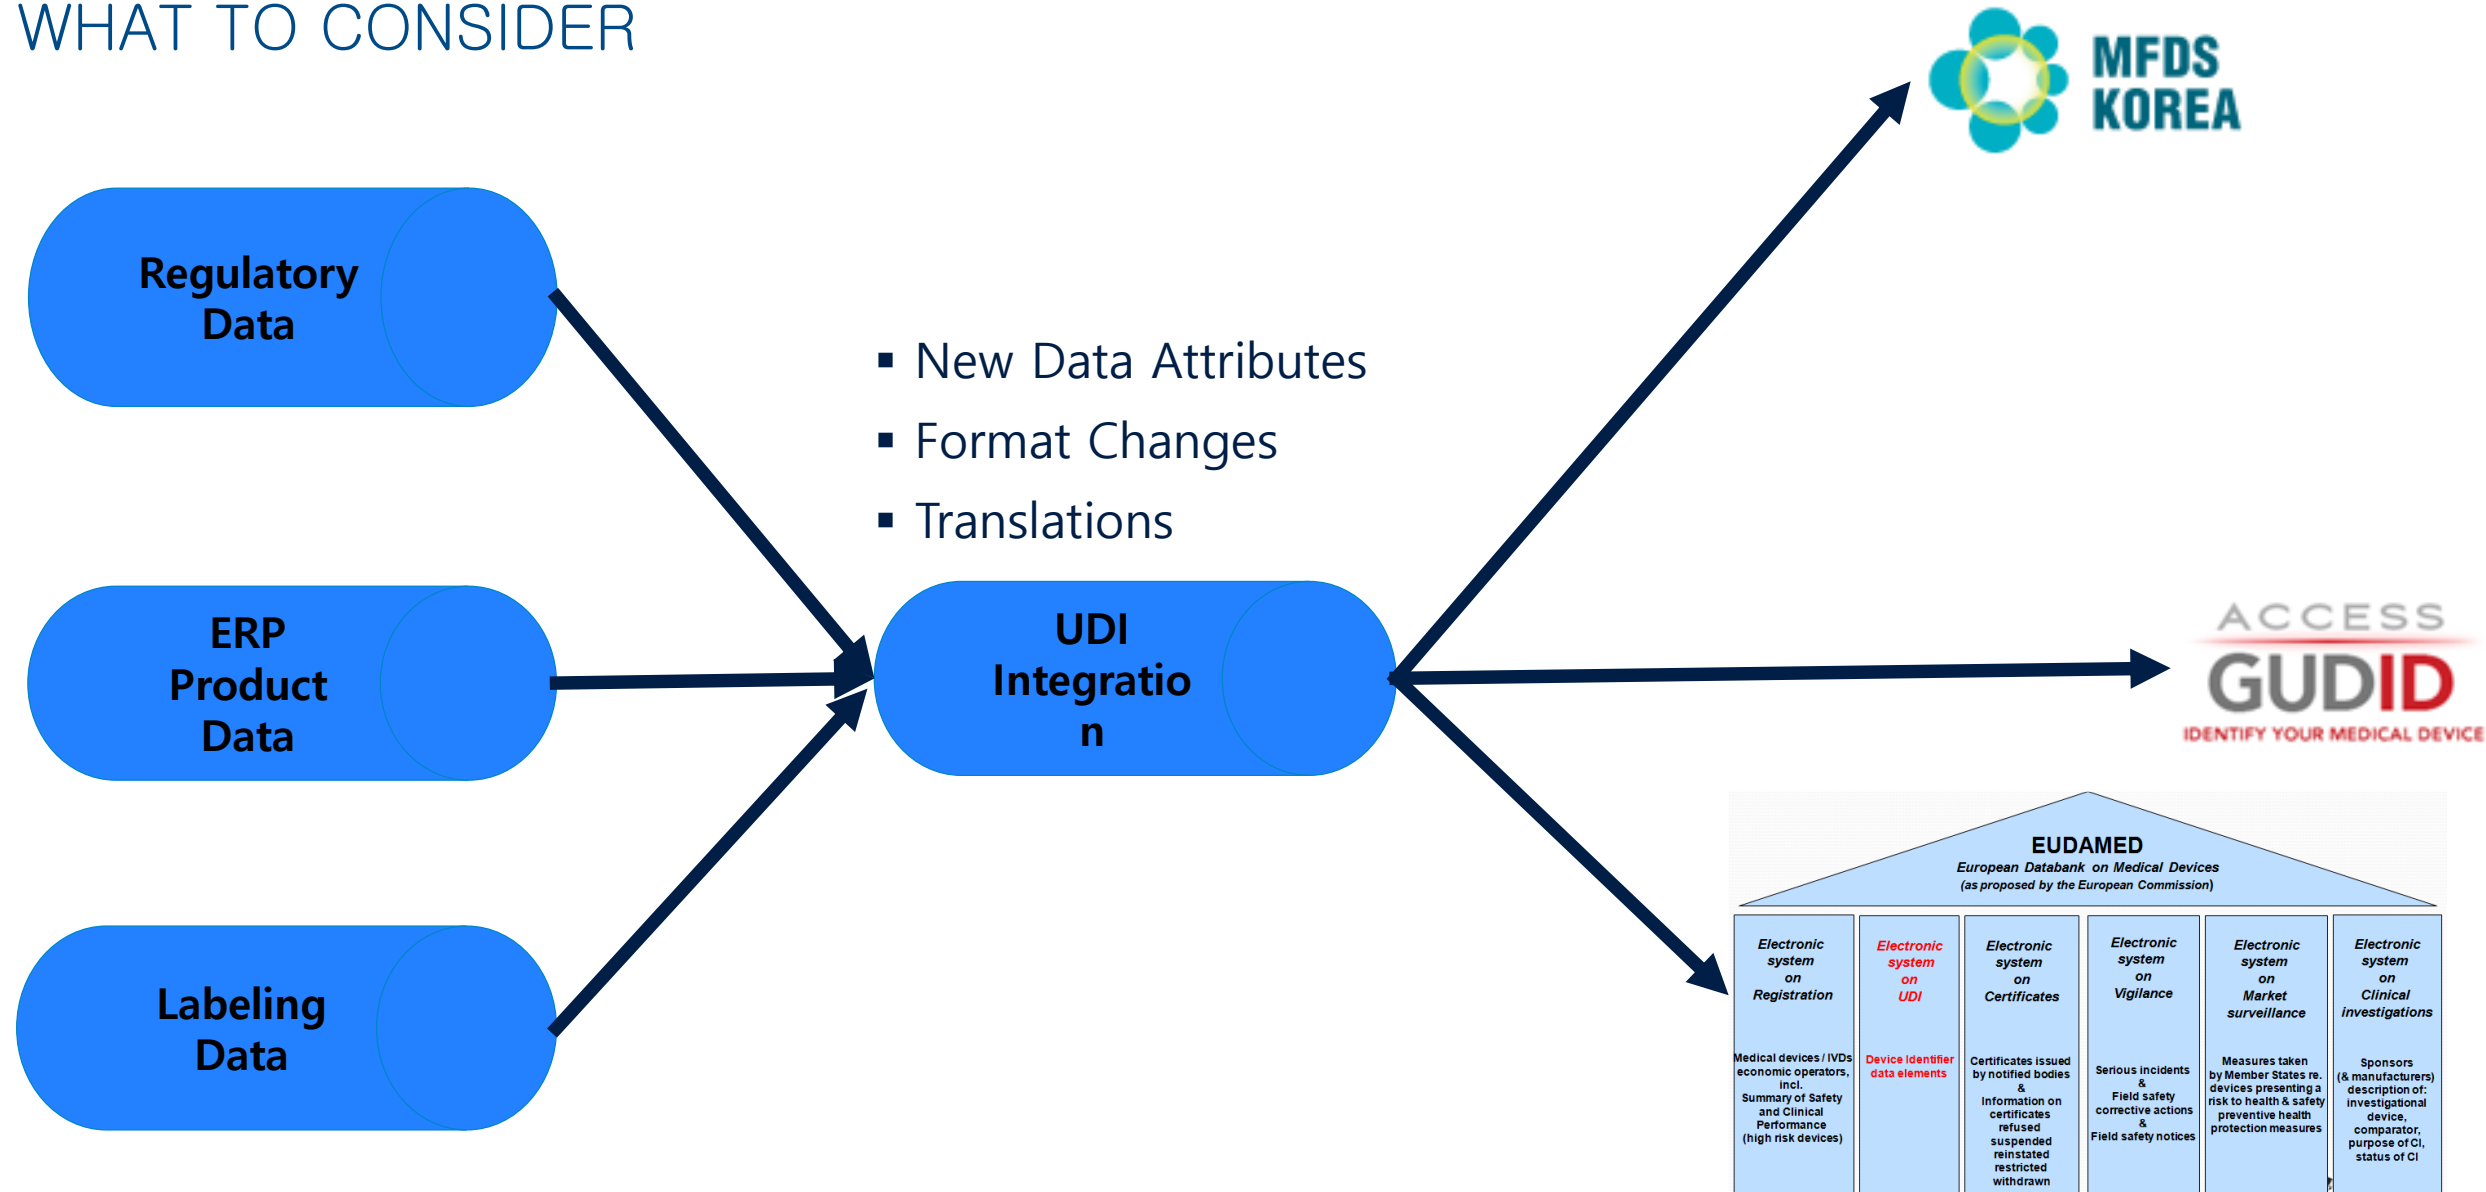 WHAT TO CONSIDER
MFDS
KOREA
Regulatory
Data
▪ New Data Attributes
▪ Format Changes
▪ Translations
ERP
Product
Data
UDI
Integratio
n
ACCESS
GUDID
IDENTIFY YOUR MEDICAL DEVICE
Labeling
Data
EUDAMED
European Databank on Medical Devices
(as proposed by the European Commission)
Electronic
system
on
Registration
Medical devices / IVDs
economic operators,
incl.
Summary of Safety
and Clinical
Performance
(high risk devices)
Electronic
system
on
UDI
Device Identifier
data elements
Electronic
system
on
Certificates
Certificates issued
by notified bodies
&
Information on
certificates
refused
suspended
reinstated
restricted
withdrawn
Electronic
system
on
Vigilance
Serious incidents
&
Field safety
corrective actions
&
Field safety notices
Electronic
system
on
Market
surveillance
Measures taken
by Member States re.
devices presenting a
risk to health & safety
preventive health
protection measures
Electronic
system
on
Clinical
investigations
Sponsors
(& manufacturers)
description of:
investigational
device,
comparator,
purpose of CI,
status of CI